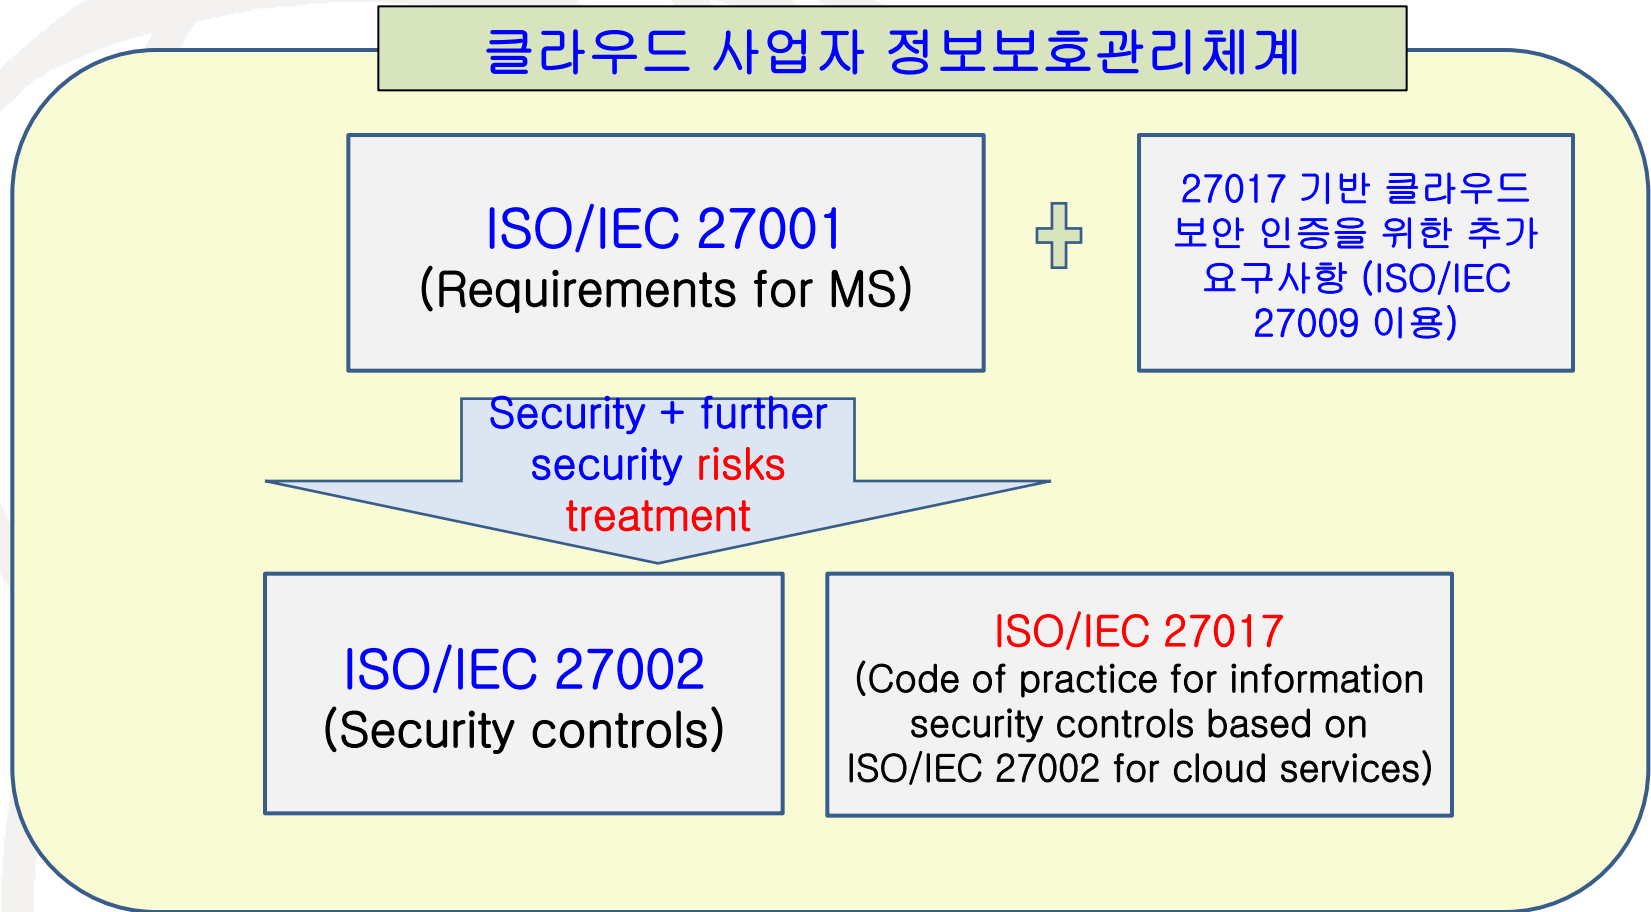 클라우드 사업자 정보보호관리체계
ISO/IEC 27001
(Requirements for MS)
27017 기반 클라우드
보안 인증을 위한 추가
요구사항 (ISO/IEC
27009 이용)
Security + further
security risks
treatment
ISO/IEC 27002
(Security controls)
ISO/IEC 27017
(Code of practice for information
security controls based on
ISO/IEC 27002 for cloud services)